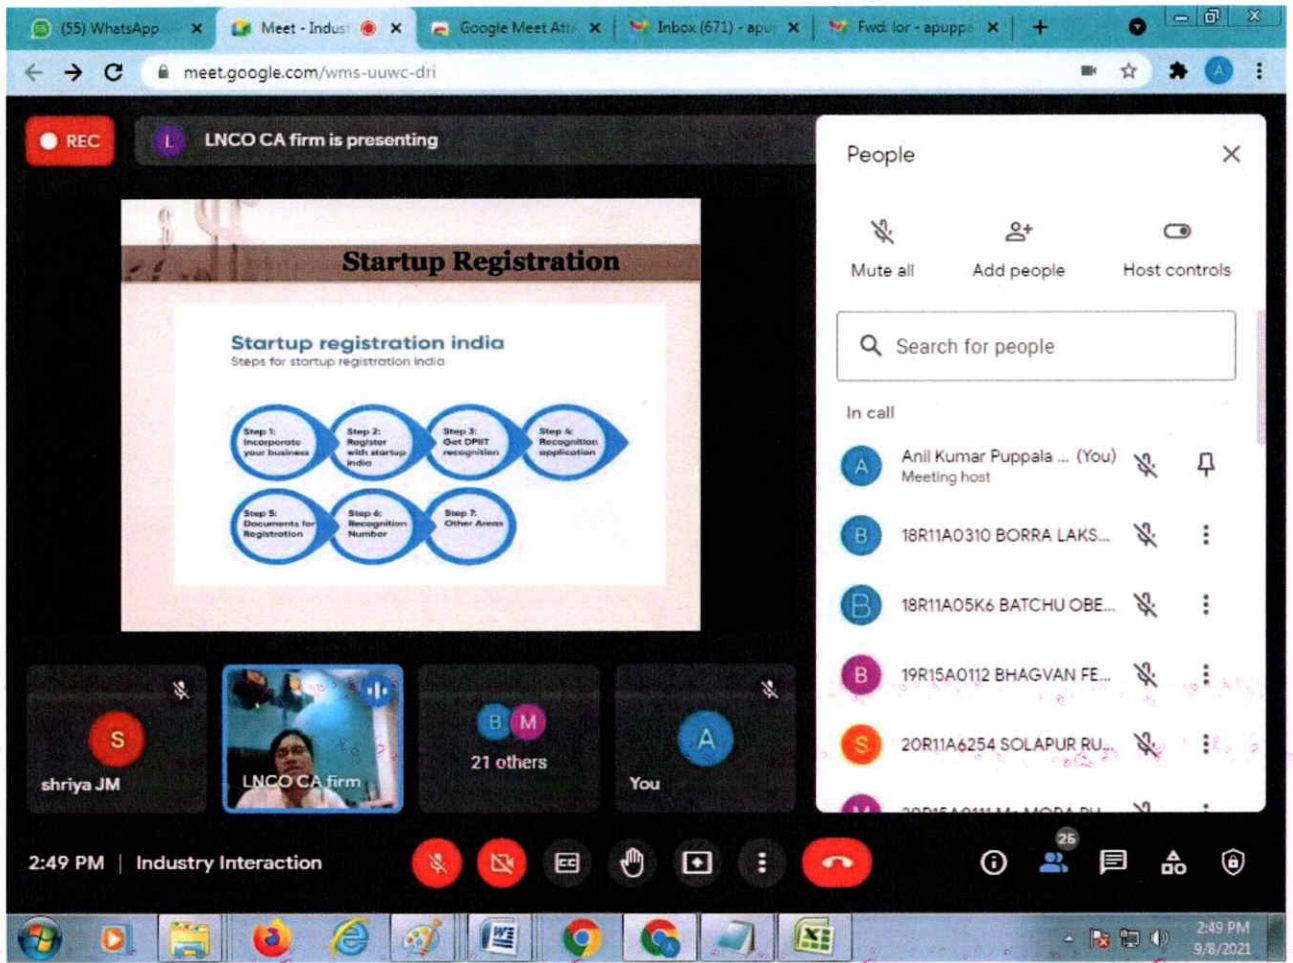 (55) WhatsApp
Meet - Indus
Google Meet Att
Inbox (671) - apu
Fwd: lor - apuppa
meet.google.com/wms-uuwc-dri
A
REC
L
LNCO CA firm is presenting
Startup Registration
Startup registration india
Steps for startup registration india
Step 1:
Incorporate
your business
Step 2:
Register
with startup
india
Step 3:
Get DPIIT
recognition
Step 4:
Recognition
application
Step 5:
Documents for
Registration
Step 6:
Recognition
Number
Step 7:
Other Areas
S
shriya JM
LNCO CA firm
B M
21 others
A
You
People
Mute all
Add people
Host controls
Search for people
In call
A
Anil Kumar Puppala ... (You)
Meeting host
B
18R11A0310 BORRA LAKS...
B
18R11A05K6 BATCHU OBE...
B
19R15A0112 BHAGVAN FE...
S
20R11A6254 SOLAPUR RU...
2:49 PM | Industry Interaction
CC
25
2:49 PM
9/8/2021